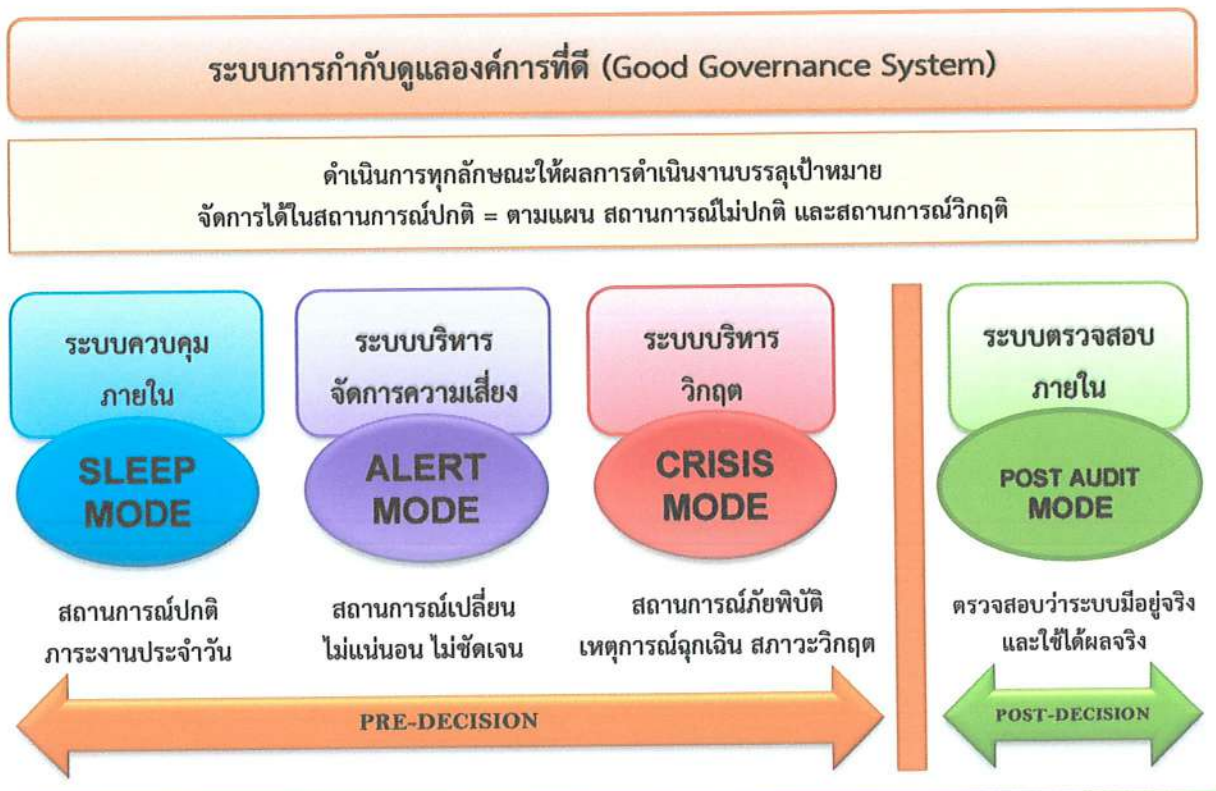 ระบบการกำกับดูแลองค์การที่ดี (Good Governance System)
ดำเนินการทุกลักษณะให้ผลการดำเนินงานบรรลุเป้าหมาย
จัดการได้ในสถานการณ์ปกติ = ตามแผน สถานการณ์ไม่ปกติ และสถานการณ์วิกฤติ
ระบบควบคุม
ภายใน
SLEEP
MODE
สถานการณ์ปกติ
ภาระงานประจำวัน
ระบบบริหาร
จัดการความเสี่ยง
ALERT
MODE
สถานการณ์เปลี่ยน
ไม่แน่นอน ไม่ชัดเจน
ระบบบริหาร
วิกฤต
CRISIS
MODE
สถานการณ์ภัยพิบัติ
เหตุการณ์ฉุกเฉิน สภาวะวิกฤต
ระบบตรวจสอบ
ภายใน
POST AUDIT
MODE
ตรวจสอบว่าระบบมีอยู่จริง
และใช้ได้ผลจริง
PRE-DECISION
POST-DECISION